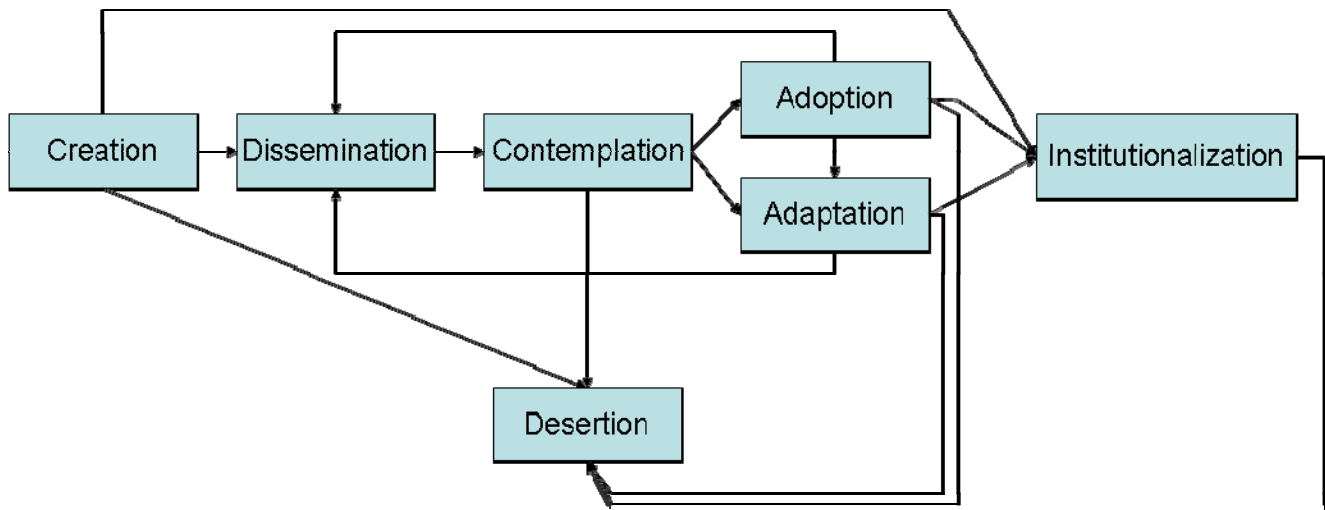 Adoption
Creation
Dissemination
Contemplation
Institutionalization
Adaptation
Desertion